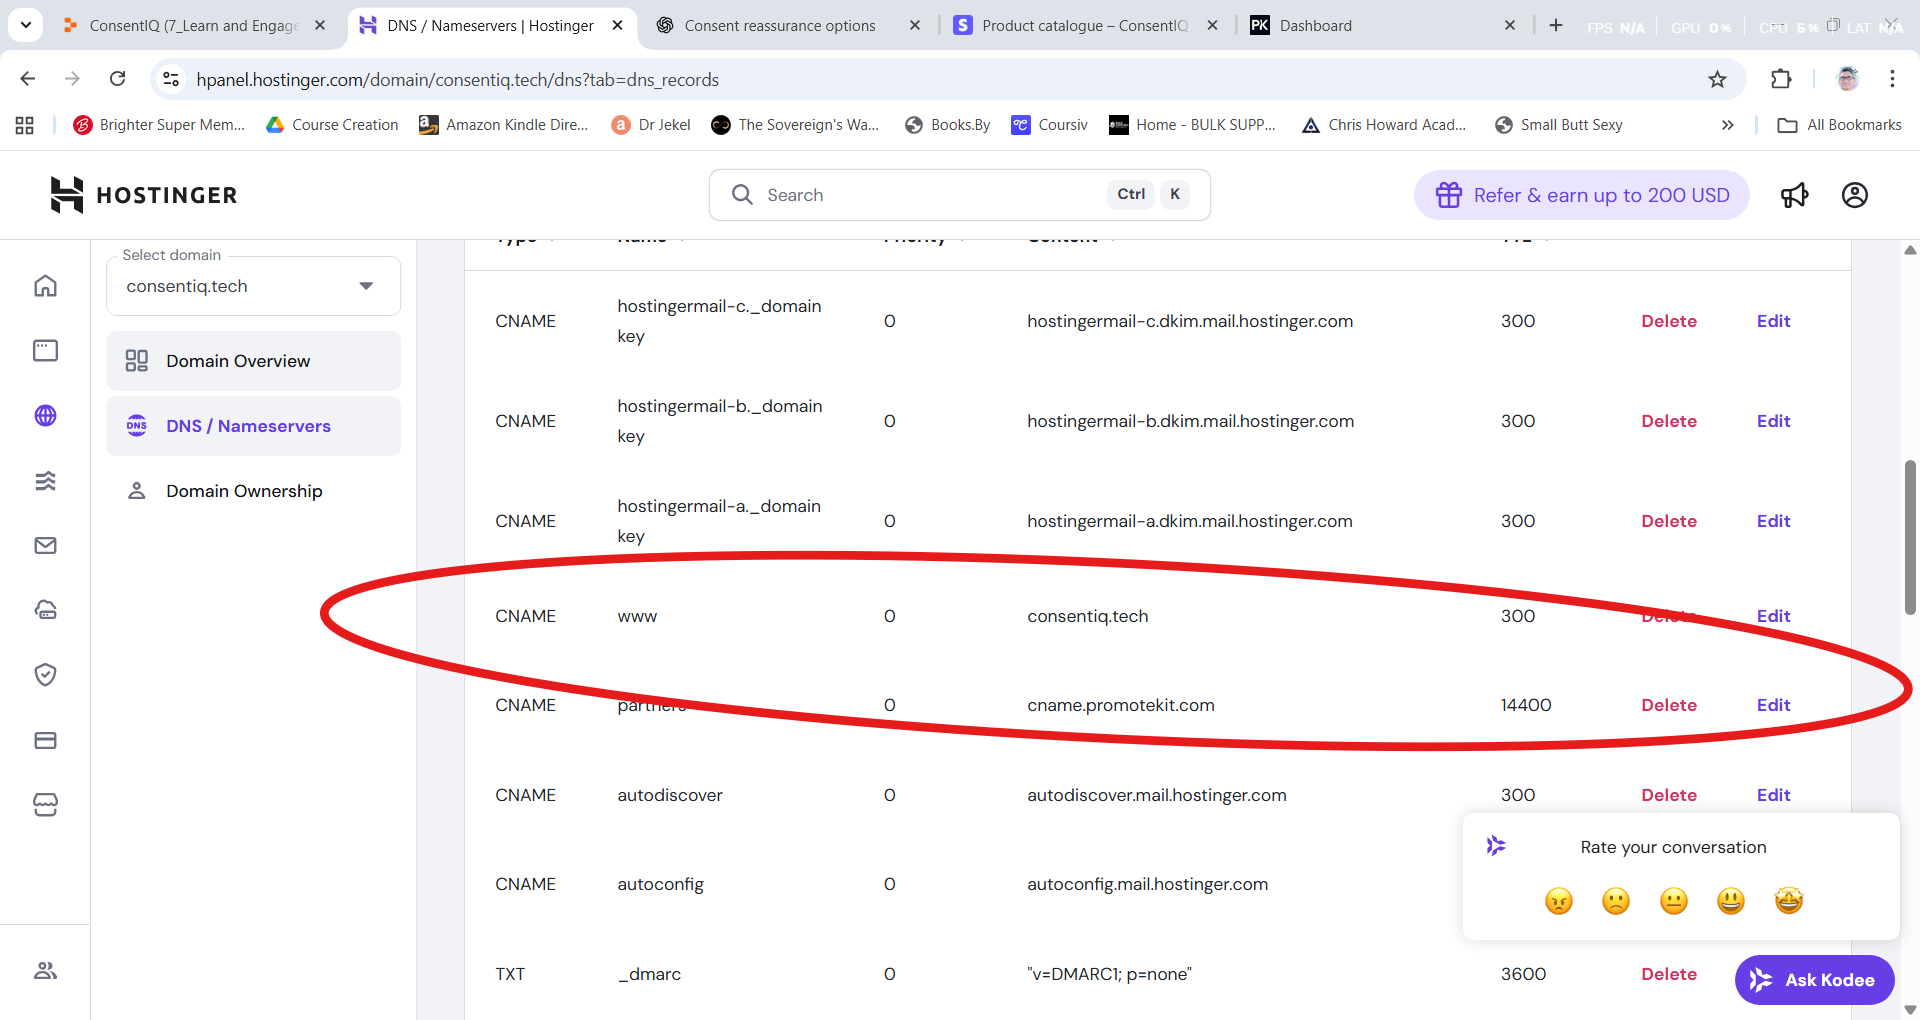 ConsentIQ (7_Learn and Engage
DNS / Nameservers | Hostinger
Consent reassurance options
Product catalogue – ConsentIQ
PK Dashboard
FPS N/A GPU 0% CPU 5% LAT N/A
hpanel.hostinger.com/domain/consentiq.tech/dns?tab=dns_records
Brighter Super Mem...
Course Creation
Amazon Kindle Dire...
Dr Jekel
The Sovereign's Wa...
Books.By
Coursiv
Home - BULK SUPP...
Chris Howard Acad...
Small Butt Sexy
All Bookmarks
HOSTINGER
Search
Ctrl K
Refer & earn up to 200 USD
Select domain
consentiq.tech
Domain Overview
DNS DNS / Nameservers
Domain Ownership
Type Name Priority Content TTL
CNAME hostingermail-c._domain
key 0 hostingermail-c.dkim.mail.hostinger.com 300 Delete Edit
CNAME hostingermail-b._domain
key 0 hostingermail-b.dkim.mail.hostinger.com 300 Delete Edit
CNAME hostingermail-a._domain
key 0 hostingermail-a.dkim.mail.hostinger.com 300 Delete Edit
CNAME www 0 consentiq.tech 300 Delete Edit
CNAME partners 0 cname.promotekit.com 14400 Delete Edit
CNAME autodiscover 0 autodiscover.mail.hostinger.com 300 Delete Edit
CNAME autoconfig 0 autoconfig.mail.hostinger.com
TXT _dmarc 0 "v=DMARC1; p=none" 3600 Delete
Rate your conversation
Ask Kodee